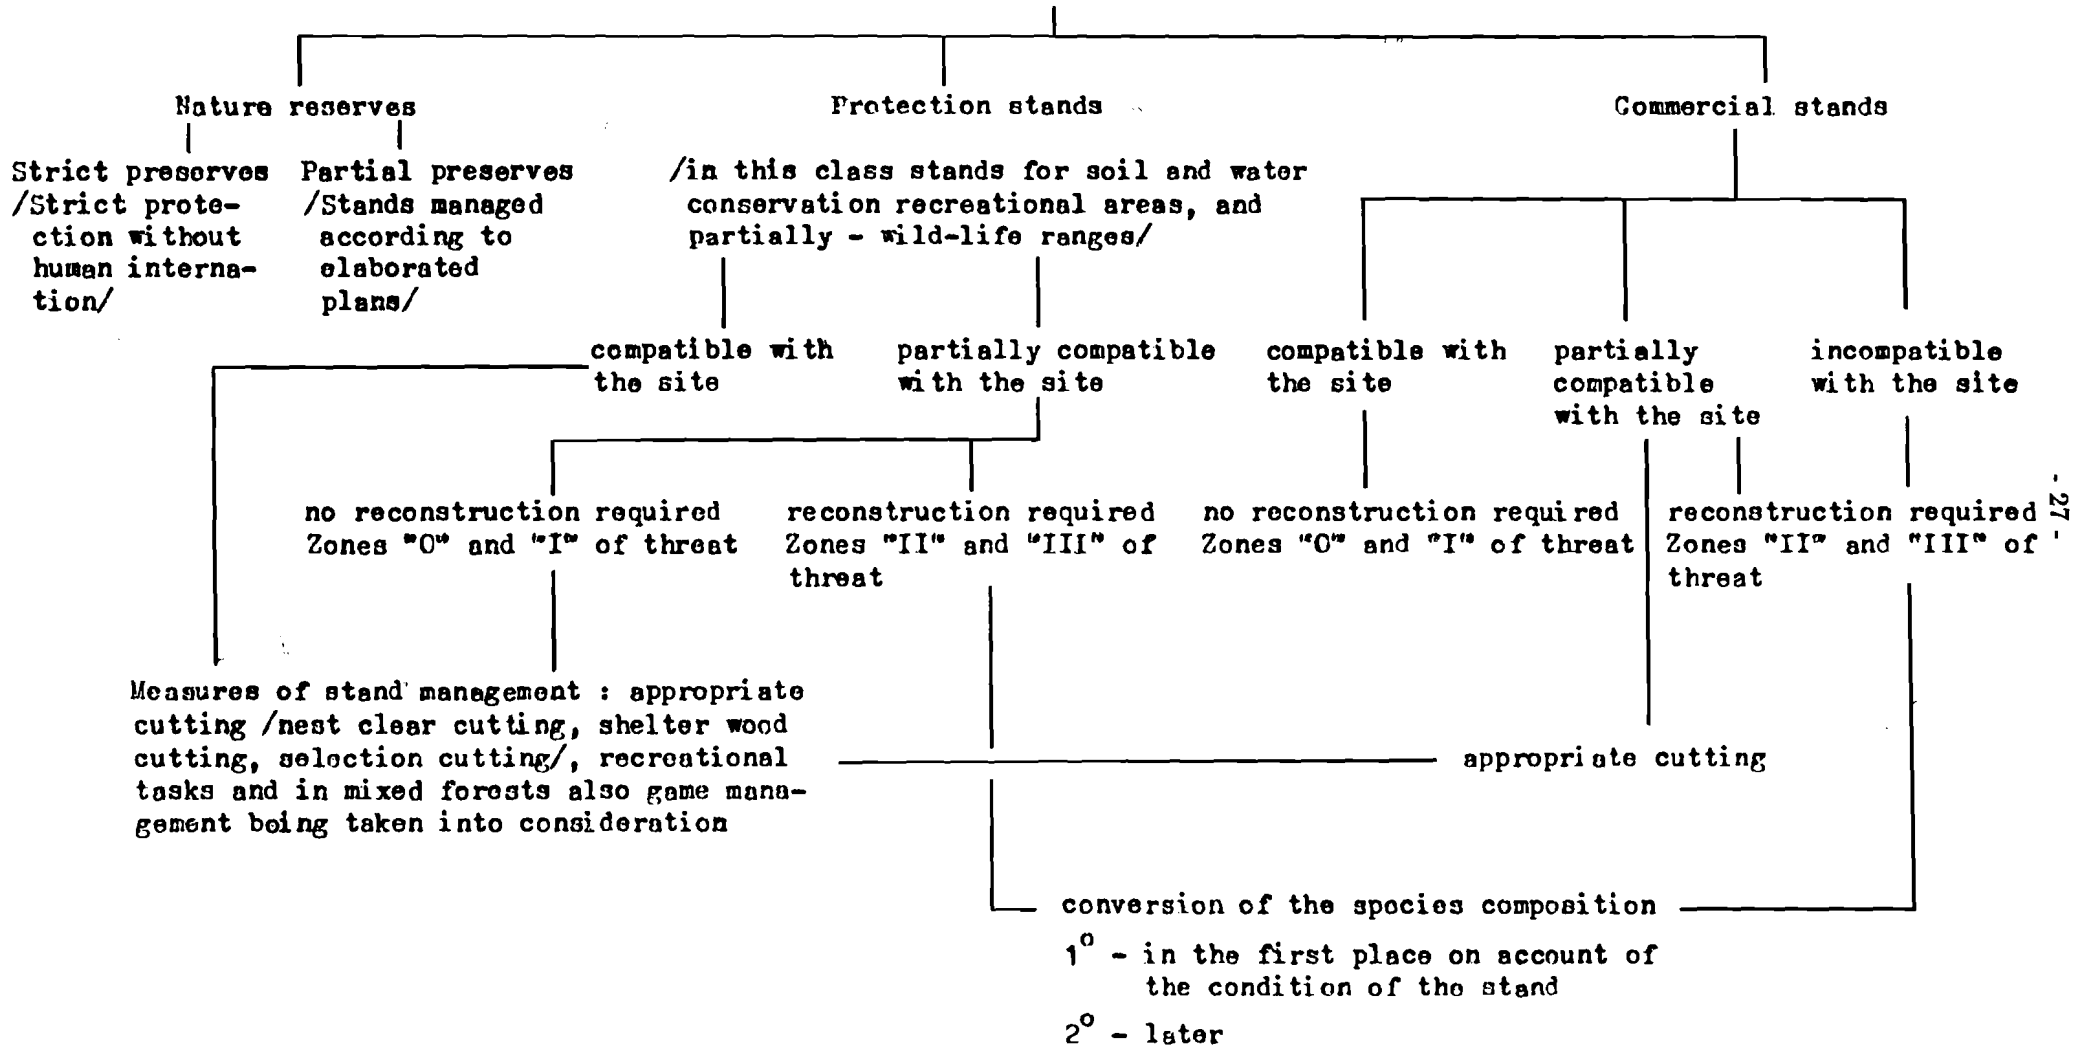 Nature reserves
Protection stands
Commercial stands
Strict preserves
/Strict prote-
ction without
human interna-
tion/
Partial preserves
/Stands managed
according to
elaborated
plans/
/in this class stands for soil and water
conservation recreational areas, and
partially - wild-life ranges/
compatible with
the site
partially compatible
with the site
compatible with
the site
partially
compatible
with the site
incompatible
with the site
no reconstruction required
Zones "O" and "I" of threat
reconstruction required
Zones "II" and "III" of
threat
no reconstruction required
Zones "O" and "I" of threat
reconstruction required
Zones "II" and "III" of
threat
- 27 -
Measures of stand management : appropriate
cutting /nest clear cutting, shelter wood
cutting, selection cutting/, recreational
tasks and in mixed forests also game mana-
gement being taken into consideration
appropriate cutting
conversion of the species composition
1° - in the first place on account of
the condition of the stand
2° - later